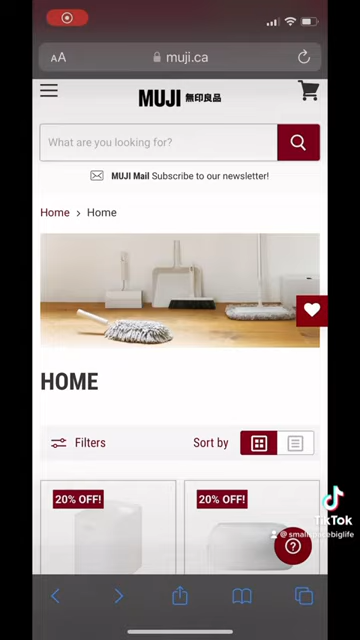 AA
muji.ca
MUJI 無印良品
What are you looking for?
MUJI Mail Subscribe to our newsletter!
Home > Home
HOME
Filters
Sort by
20% OFF!
20% OFF!
TikTok